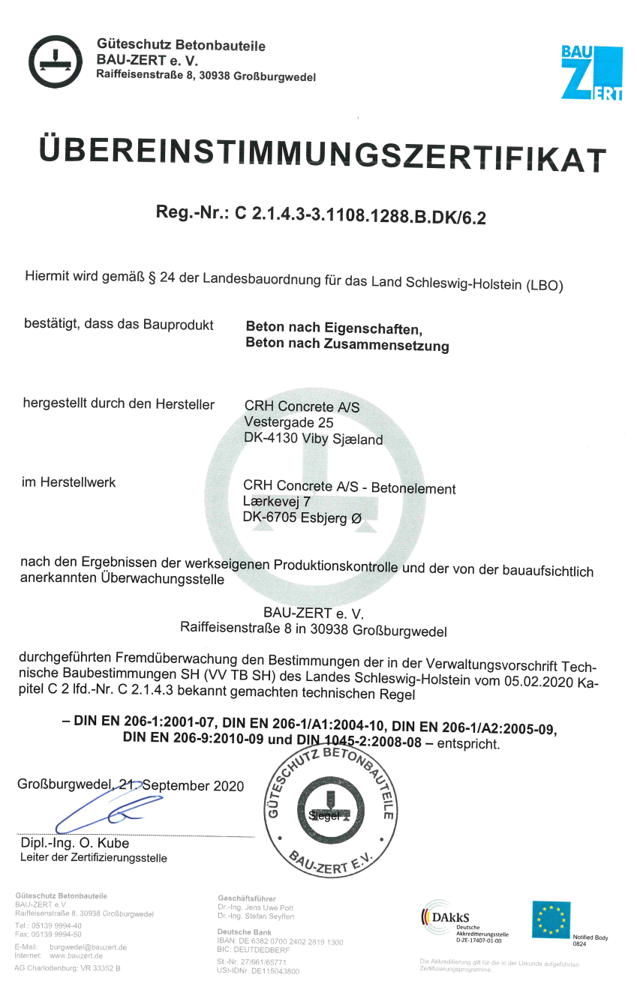 Güteschutz Betonbauteile
BAU-ZERT e. V.
Raiffeisenstraße 8, 30938 Großburgwedel
BAU
ZERT
ÜBEREINSTIMMUNGSZERTIFIKAT
Reg.-Nr.: C 2.1.4.3-3.1108.1288.B.DK/6.2
Hiermit wird gemäß § 24 der Landesbauordnung für das Land Schleswig-Holstein (LBO)
bestätigt, dass das Bauprodukt Beton nach Eigenschaften,
Beton nach Zusammensetzung
hergestellt durch den Hersteller CRH Concrete A/S
Vestergade 25
DK-4130 Viby Sjæland
im Herstellwerk CRH Concrete A/S - Betonelement
Lærkevej 7
DK-6705 Esbjerg Ø
nach den Ergebnissen der werkseigenen Produktionskontrolle und der von der bauaufsichtlich
anerkannten Überwachungsstelle
BAU-ZERT e. V.
Raiffeisenstraße 8 in 30938 Großburgwedel
durchgeführten Fremdüberwachung den Bestimmungen der in der Verwaltungsvorschrift Tech-
nische Baubestimmungen SH (VV TB SH) des Landes Schleswig-Holstein vom 05.02.2020 Ka-
pitel C 2 lfd.-Nr. C 2.1.4.3 bekannt gemachten technischen Regel
– DIN EN 206-1:2001-07, DIN EN 206-1/A1:2004-10, DIN EN 206-1/A2:2005-09,
DIN EN 206-9:2010-09 und DIN 1045-2:2008-08 – entspricht.
Großburgwedel, 21. September 2020
GÜTESCHUTZ BETONBAUTEILE
Siegel
BAU-ZERT E.V.
Dipl.-Ing. O. Kube
Leiter der Zertifizierungsstelle
Güteschutz Betonbauteile
BAU-ZERT e.V.
Raiffeisenstraße 8, 30938 Großburgwedel
Tel.: 05139 9994-40
Fax: 05139 9994-50
E-Mail: burgwedel@bauzert.de
Internet: www.bauzert.de
AG Charlottenburg: VR 33352 B
Geschäftsführer
Dr.-Ing. Jens Uwe Pott
Dr.-Ing. Stefan Seyffert
Deutsche Bank
IBAN: DE 6382 0700 2402 2819 1300
BIC: DEUTDEDBERF
St.-Nr. 27/661/65771
USt-IDNr. DE115043800
DAkkS
Deutsche
Akkreditierungsstelle
D-ZE-17407-01-00
Notified Body
0824
Die Akkreditierung gilt für die in der Urkunde aufgeführten
Zertifizierungsprogramme.